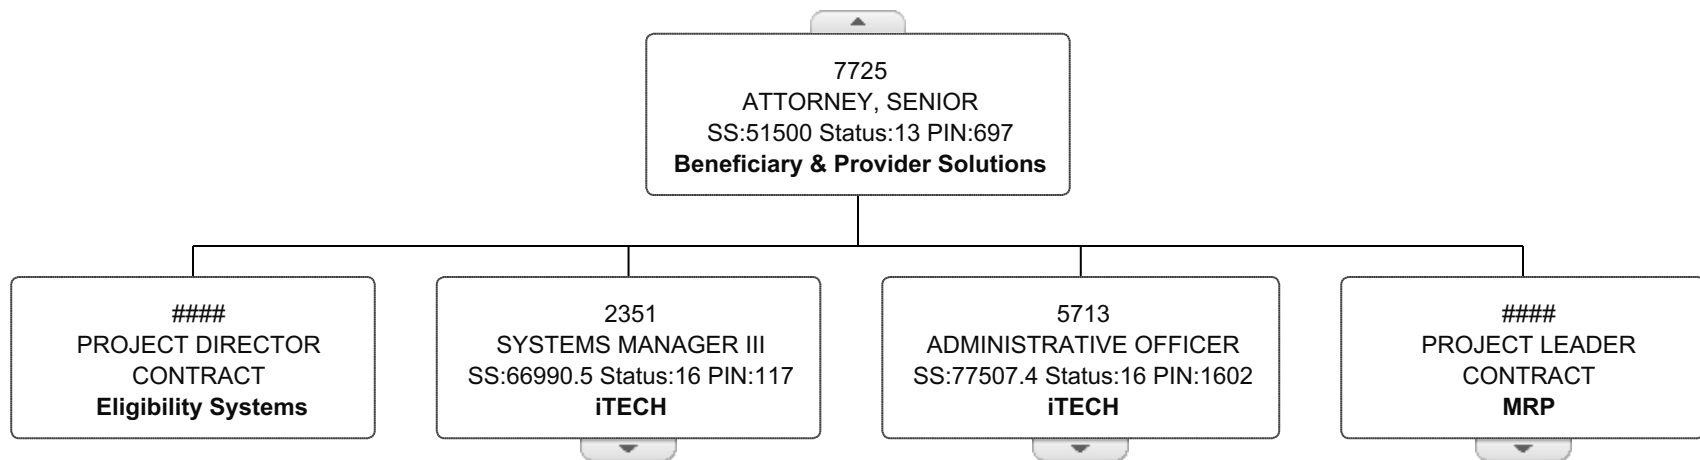 7725
ATTORNEY, SENIOR
SS:51500 Status:13 PIN:697
Beneficiary & Provider Solutions
####
PROJECT DIRECTOR
CONTRACT
Eligibility Systems
2351
SYSTEMS MANAGER III
SS:66990.5 Status:16 PIN:117
iTECH
5713
ADMINISTRATIVE OFFICER
SS:77507.4 Status:16 PIN:1602
iTECH
####
PROJECT LEADER
CONTRACT
MRP